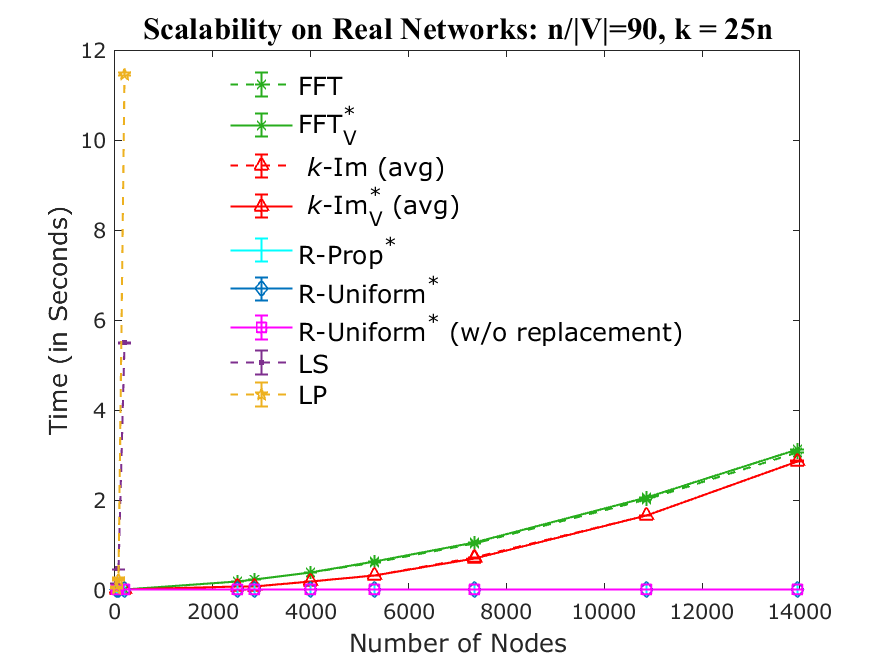 Scalability on Real Networks: n/|V|=90, k = 25n
12
10
8
6
4
2
0
Time (in Seconds)
FFT
FFT*V
k-Im (avg)
k-Im*V (avg)
R-Prop*
R-Uniform*
R-Uniform* (w/o replacement)
LS
LP
0 2000 4000 6000 8000 10000 12000 14000
Number of Nodes